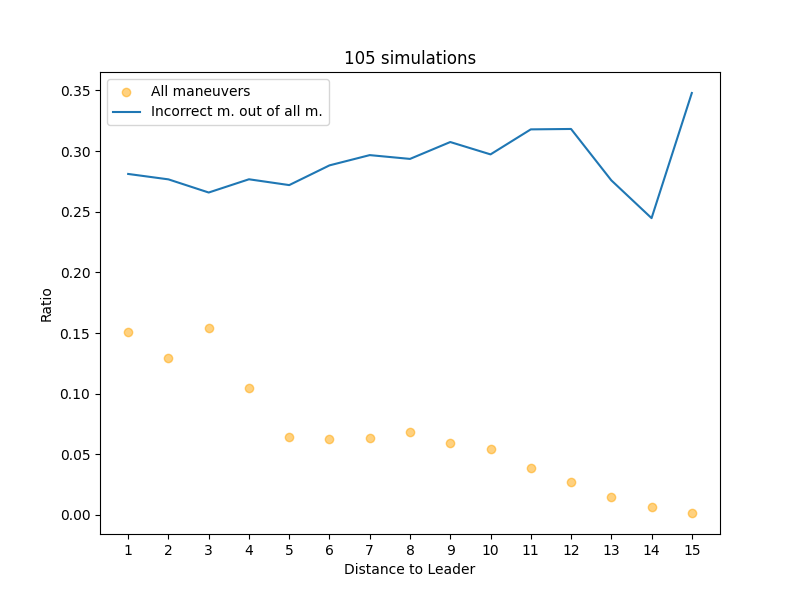 105 simulations
All maneuvers
Incorrect m. out of all m.
0.35
0.30
0.25
0.20
0.15
0.10
0.05
0.00
Ratio
1 2 3 4 5 6 7 8 9 10 11 12 13 14 15
Distance to Leader